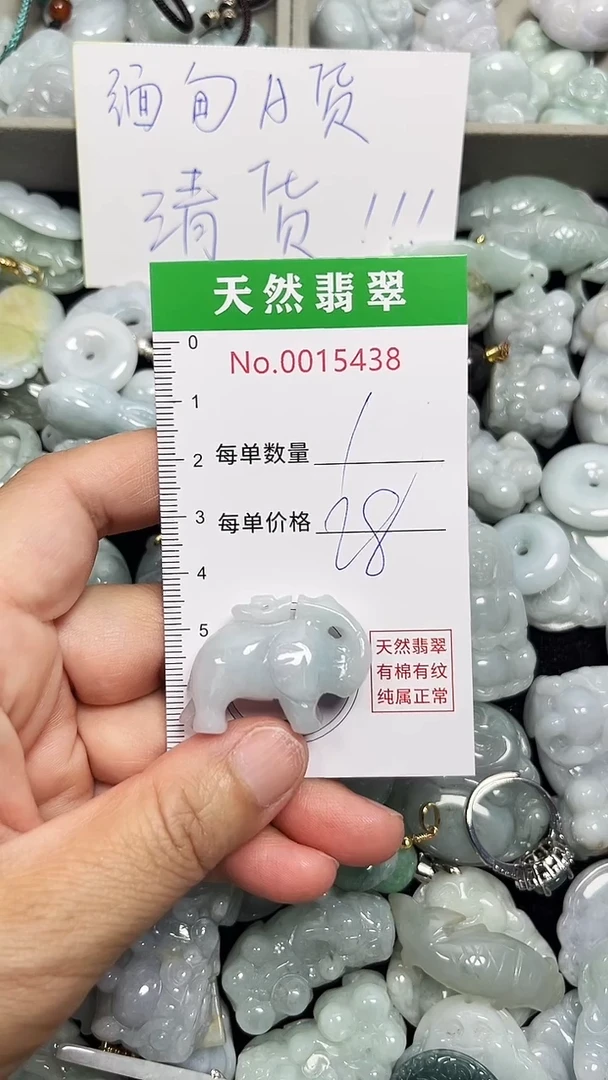 缅甸A货
清货!!!
天然翡翠
No.0015438
0
1
每单数量 1
2
每单价格 28
3
4
5
天然翡翠
有棉有纹
纯属正常